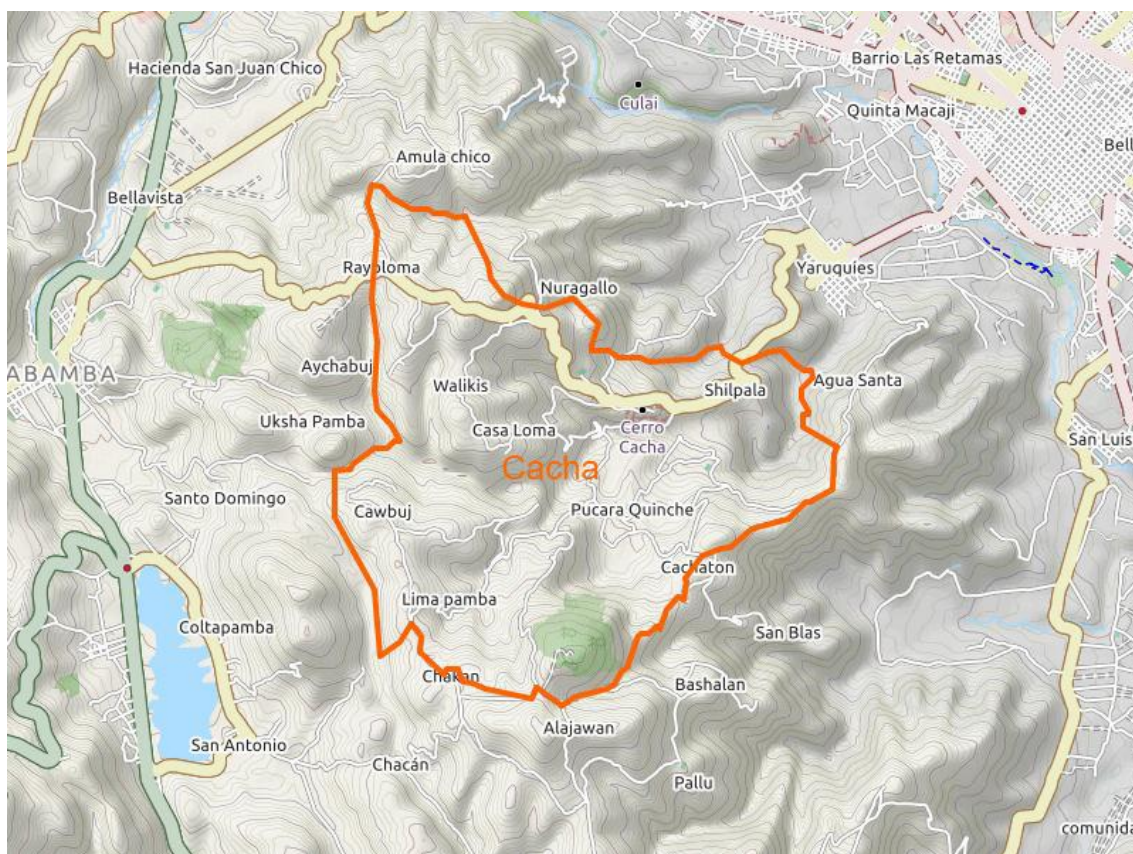 Hacienda San Juan Chico
Barrio Las Retamas
Culai
Quinta Macaji
Bell
Amula chico
Bellavista
Rayoloma
Yaruquies
Nuragallo
ABAMBA
Aychabuj
Walikis
Shilpala
Agua Santa
Uksha Pamba
Casa Loma
Cerro
Cacha
San Luis
Cacha
Santo Domingo
Cawbuj
Pucara Quinche
Cachaton
Lima pamba
Coltapamba
San Blas
Chakan
Bashalan
San Antonio
Alajawan
Chacán
Pallu
comunida